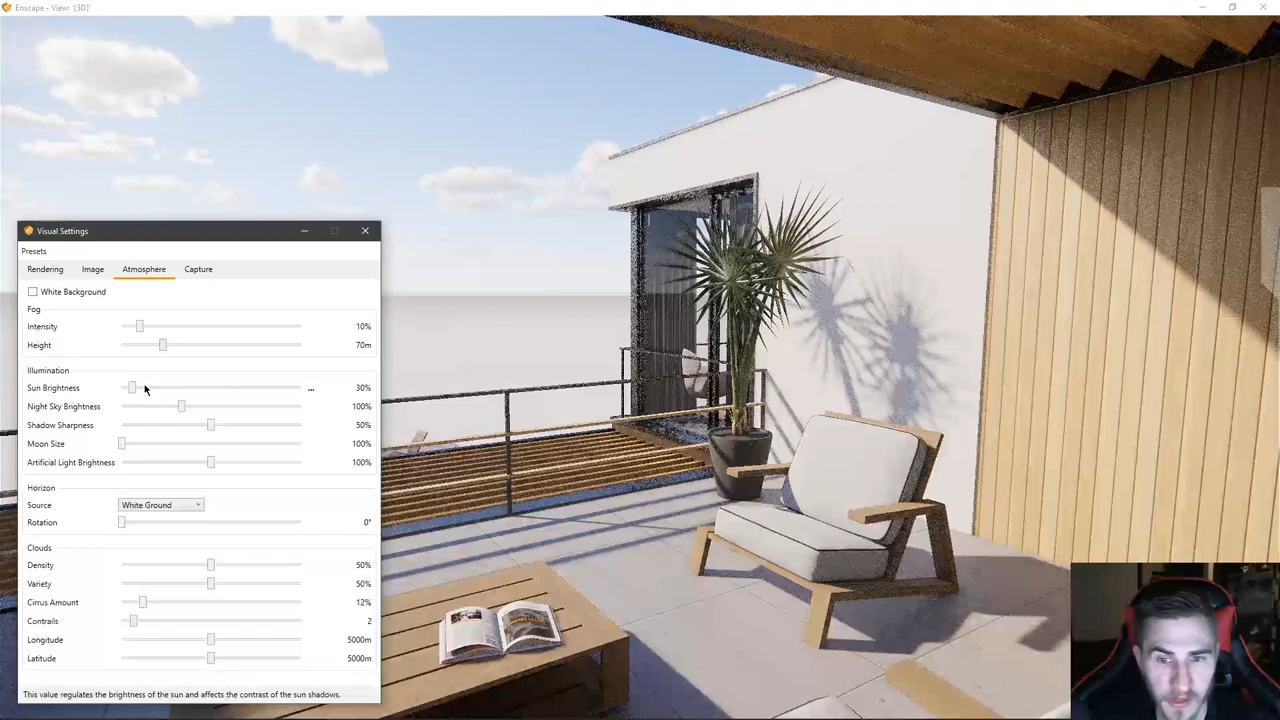 Enscape - View: '{3D}'
Visual Settings
Presets
Rendering Image Atmosphere Capture
White Background
Fog
Intensity 10%
Height 70m
Illumination
Sun Brightness ... 30%
Night Sky Brightness 100%
Shadow Sharpness 50%
Moon Size 100%
Artificial Light Brightness 100%
Horizon
Source White Ground
Rotation 0°
Clouds
Density 50%
Variety 50%
Cirrus Amount 12%
Contrails 2
Longitude 5000m
Latitude 5000m
This value regulates the brightness of the sun and affects the contrast of the sun shadows.